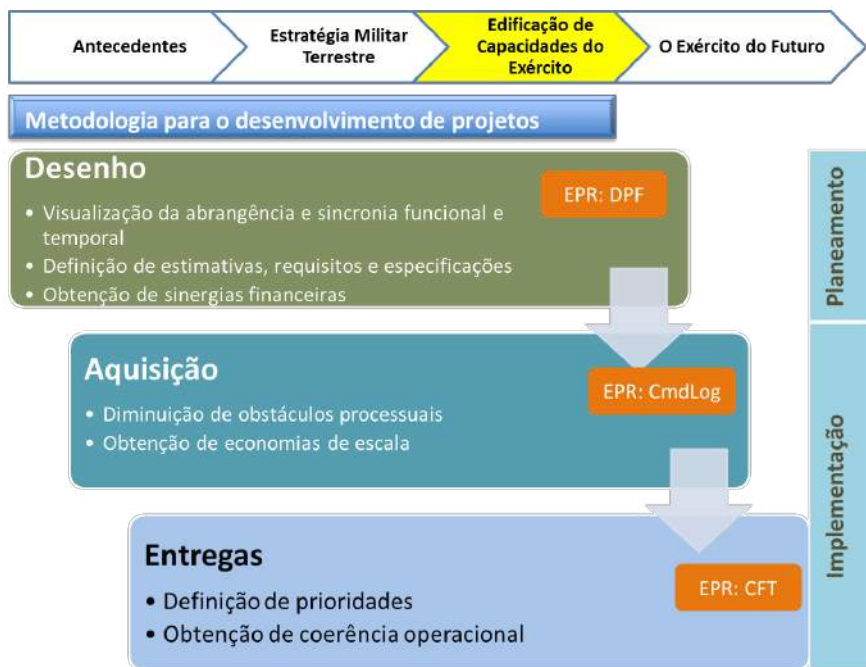 Antecedentes
Estratégia Militar
Terrestre
Edificação de
Capacidades do
Exército
O Exército do Futuro
Metodologia para o desenvolvimento de projetos
Desenho
EPR: DPF
• Visualização da abrangência e sincronia funcional e
temporal
• Definição de estimativas, requisitos e especificações
• Obtenção de sinergias financeiras
Planeamento
Aquisição
EPR: CmdLog
• Diminuição de obstáculos processuais
• Obtenção de economias de escala
Implementação
Entregas
EPR: CFT
• Definição de prioridades
• Obtenção de coerência operacional